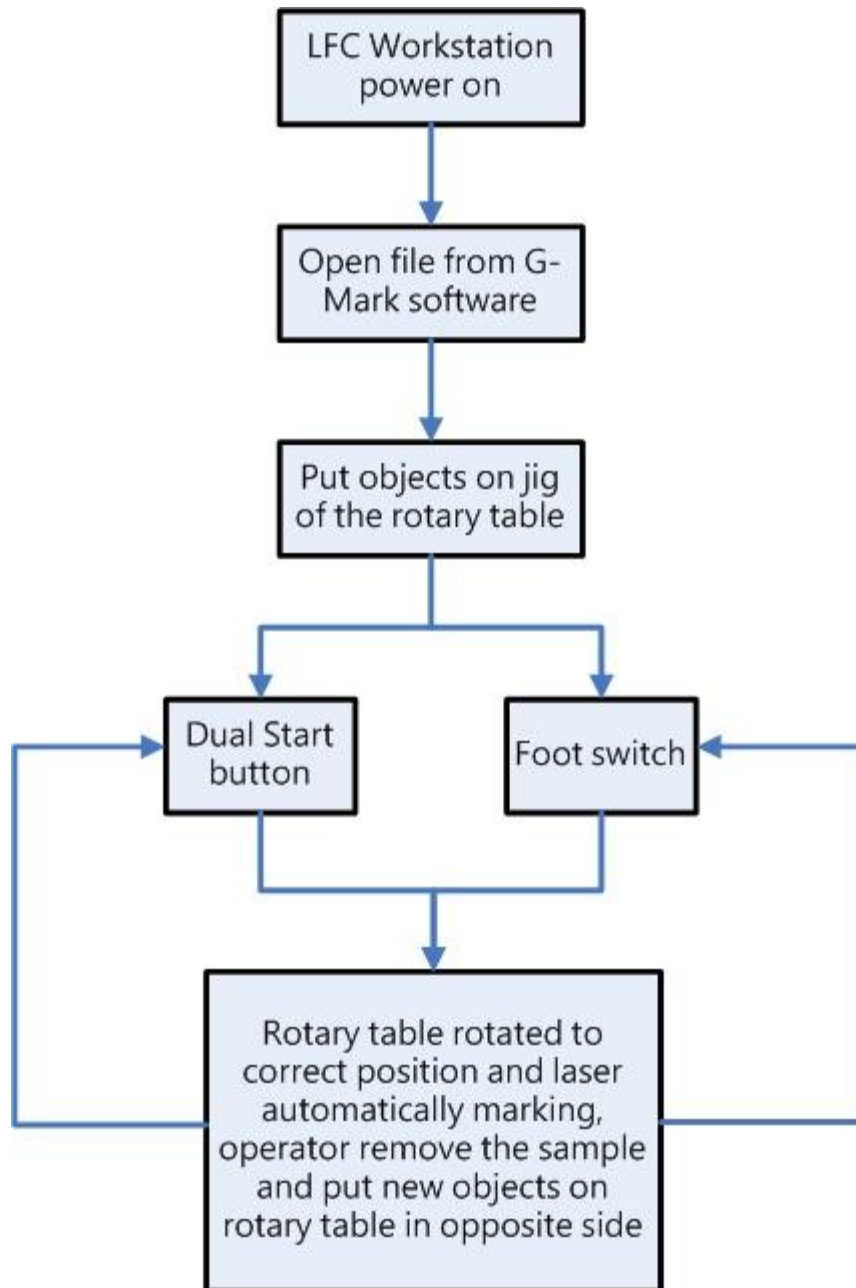 LFC Workstation
power on
Open file from G-
Mark software
Put objects on jig
of the rotary table
Dual Start
button
Foot switch
Rotary table rotated to
correct position and laser
automatically marking,
operator remove the sample
and put new objects on
rotary table in opposite side